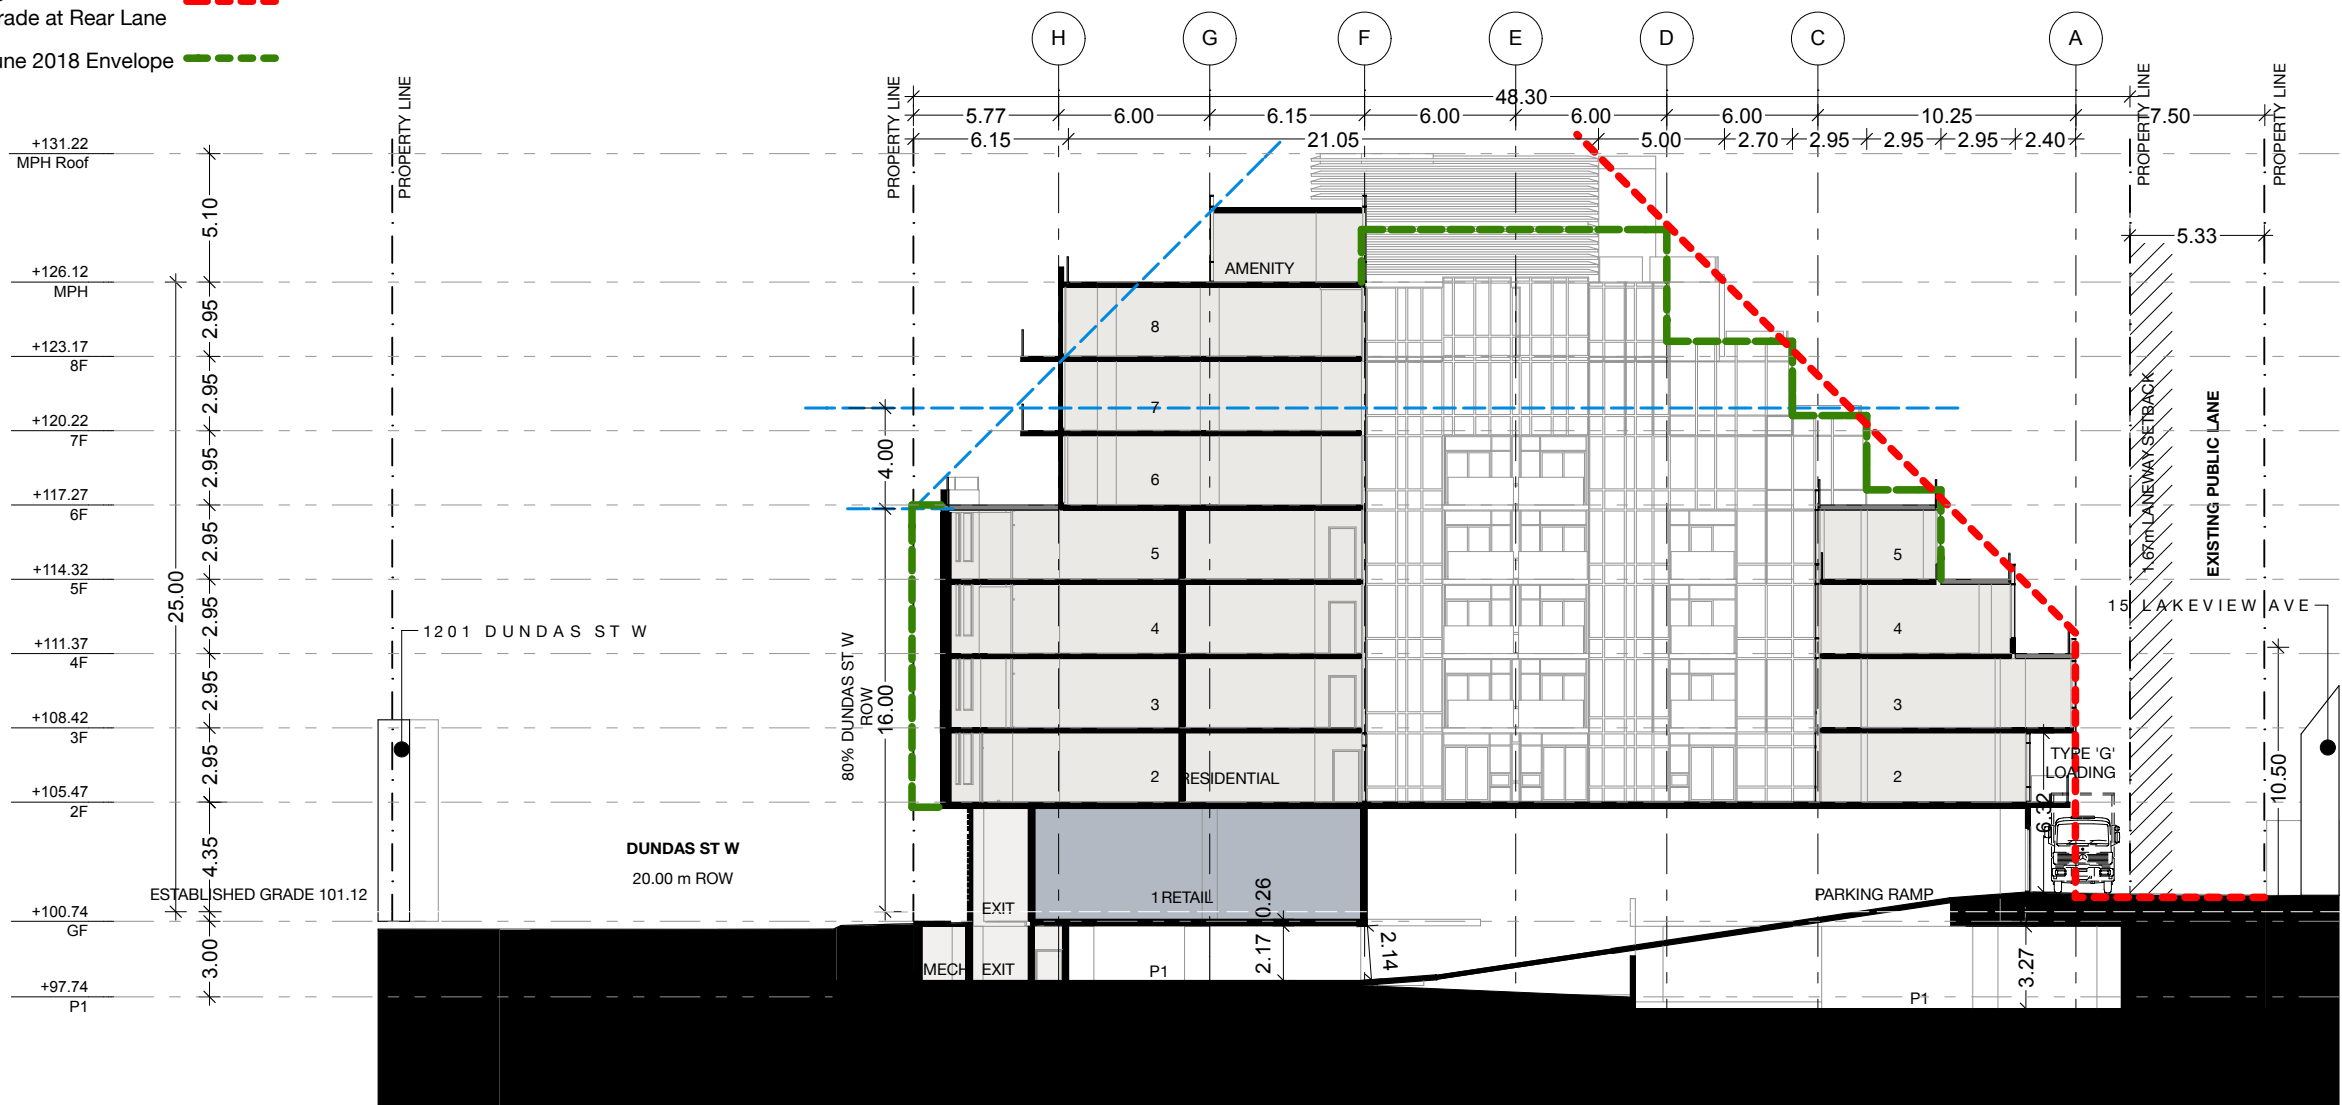 rade at Rear Lane
une 2018 Envelope
H
G
F
E
D
C
A
PROPERTY LINE
PROPERTY LINE
PROPERTY LINE
PROPERTY LINE
48.30
5.77
6.00
6.15
6.00
6.00
6.00
10.25
7.50
6.15
21.05
5.00
2.70
2.95
2.95
2.95
2.40
5.33
+131.22
MPH Roof
5.10
+126.12
MPH
2.95
+123.17
8F
2.95
+120.22
7F
2.95
+117.27
6F
2.95
+114.32
5F
2.95
+111.37
4F
2.95
+108.42
3F
2.95
+105.47
2F
4.35
ESTABLISHED GRADE 101.12
+100.74
GF
3.00
+97.74
P1
25.00
1201 DUNDAS ST W
DUNDAS ST W
20.00 m ROW
80% DUNDAS ST W
ROW
16.00
4.00
AMENITY
8
7
6
5
4
3
2
RESIDENTIAL
1 RETAIL
EXIT
MECH
EXIT
P1
2.17
0.26
2.14
5
4
3
2
TYPE 'G'
LOADING
6.32
PARKING RAMP
P1
3.27
1.67m LANEWAY SETBACK
EXISTING PUBLIC LANE
15 LAKEVIEW AVE
10.50